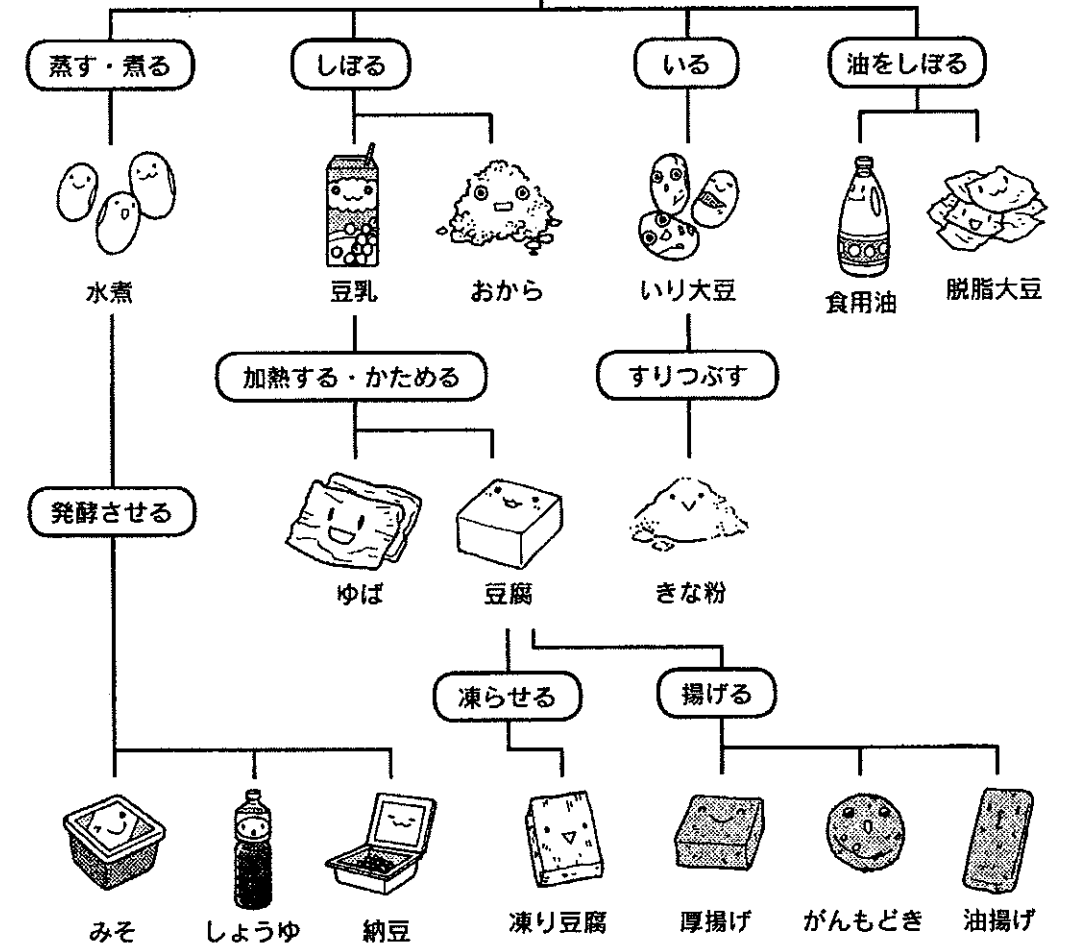 蒸す・煮る
しぼる
いる
油をしぼる
水煮
豆乳
おから
いり大豆
食用油
脱脂大豆
加熱する・かためる
すりつぶす
発酵させる
ゆば
豆腐
きな粉
凍らせる
揚げる
みそ
しょうゆ
納豆
凍り豆腐
厚揚げ
がんもどき
油揚げ